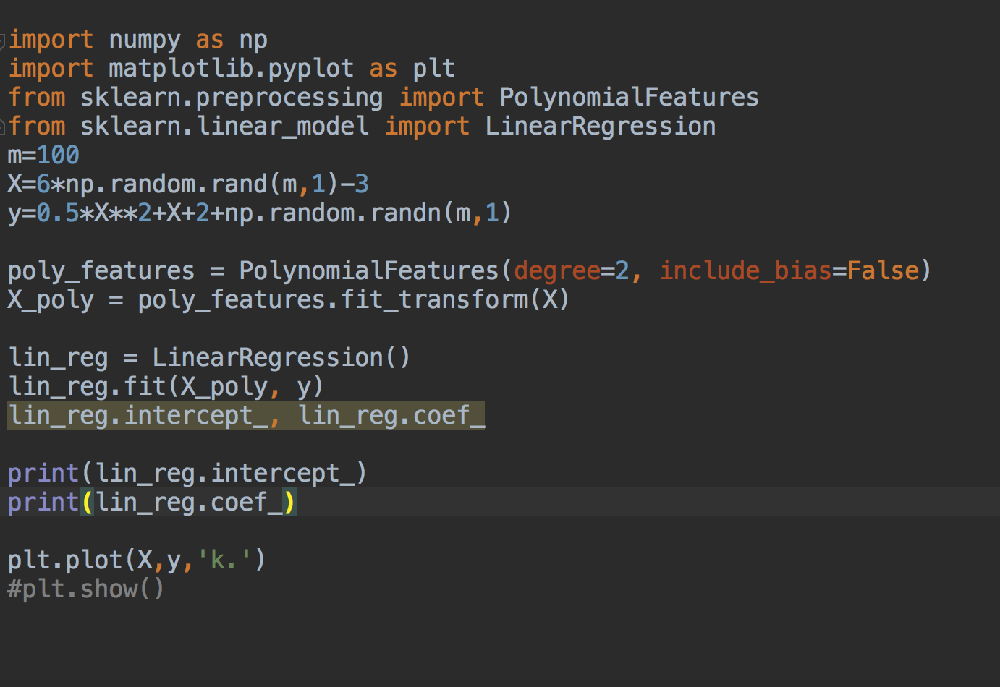 import numpy as np
import matplotlib.pyplot as plt
from sklearn.preprocessing import PolynomialFeatures
from sklearn.linear_model import LinearRegression
m=100
X=6*np.random.rand(m,1)-3
y=0.5*X**2+X+2+np.random.randn(m,1)
poly_features = PolynomialFeatures(degree=2, include_bias=False)
X_poly = poly_features.fit_transform(X)
lin_reg = LinearRegression()
lin_reg.fit(X_poly, y)
lin_reg.intercept_, lin_reg.coef_
print(lin_reg.intercept_)
print(lin_reg.coef_)
plt.plot(X,y,'k.')
#plt.show()